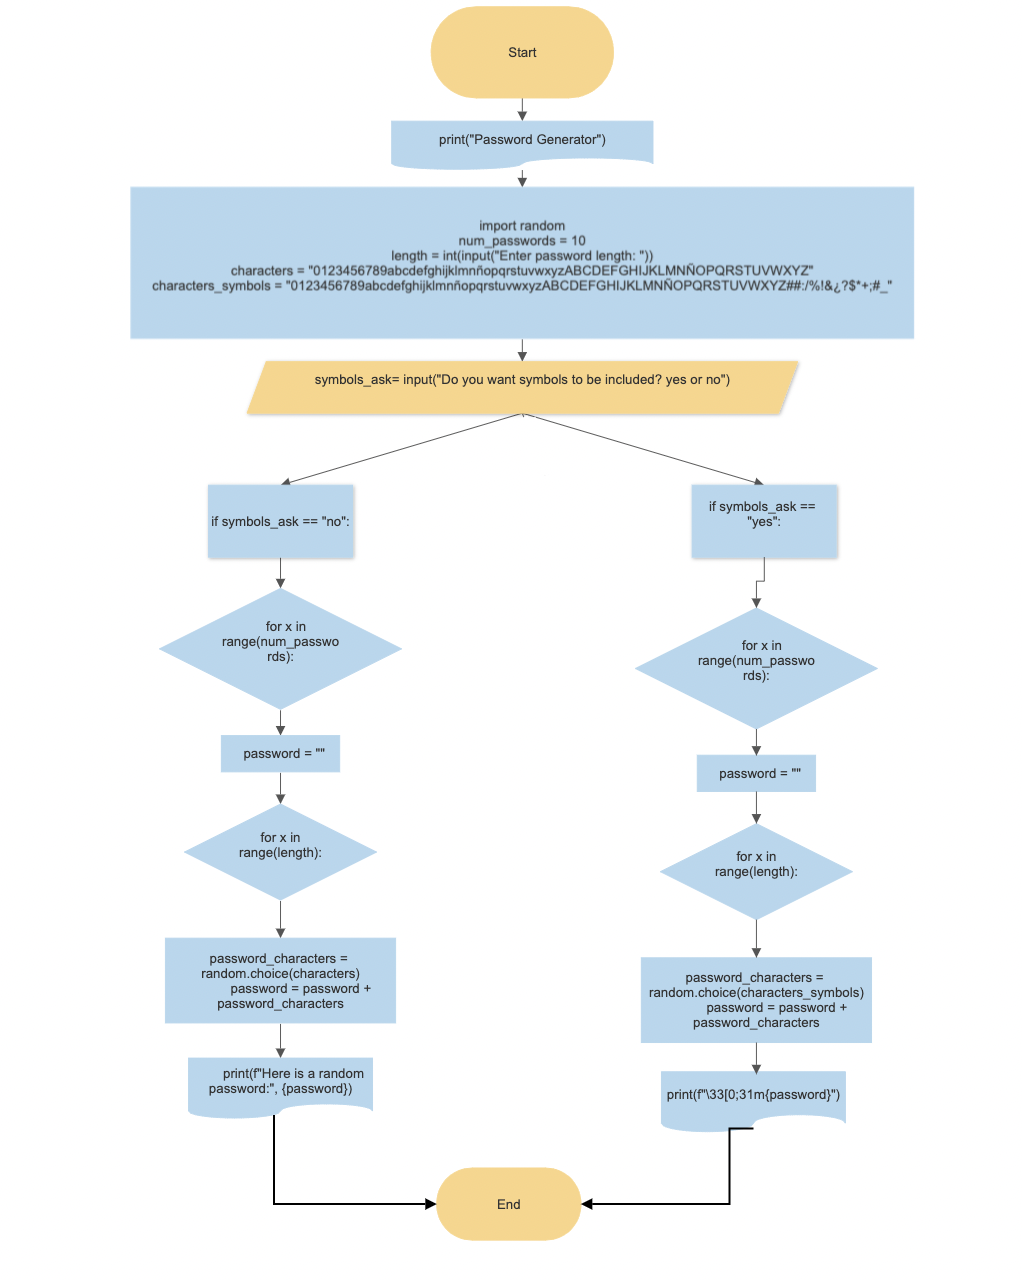 Start
print("Password Generator")
import random
num_passwords = 10
length = int(input("Enter password length: "))
characters = "0123456789abcdefghijklmnñopqrstuvwxyzABCDEFGHIJKLMNÑOPQRSTUVWXYZ"
characters_symbols = "0123456789abcdefghijklmnñopqrstuvwxyzABCDEFGHIJKLMNÑOPQRSTUVWXYZ##:/%!&¿?$*+;#_"
symbols_ask= input("Do you want symbols to be included? yes or no")
if symbols_ask == "no":
for x in
range(num_passwo
rds):
password = ""
for x in
range(length):
password_characters =
random.choice(characters)
password = password +
password_characters
print(f"Here is a random
password:", {password})
if symbols_ask ==
"yes":
for x in
range(num_passwo
rds):
password = ""
for x in
range(length):
password_characters =
random.choice(characters_symbols)
password = password +
password_characters
print(f"\33[0;31m{password}")
End